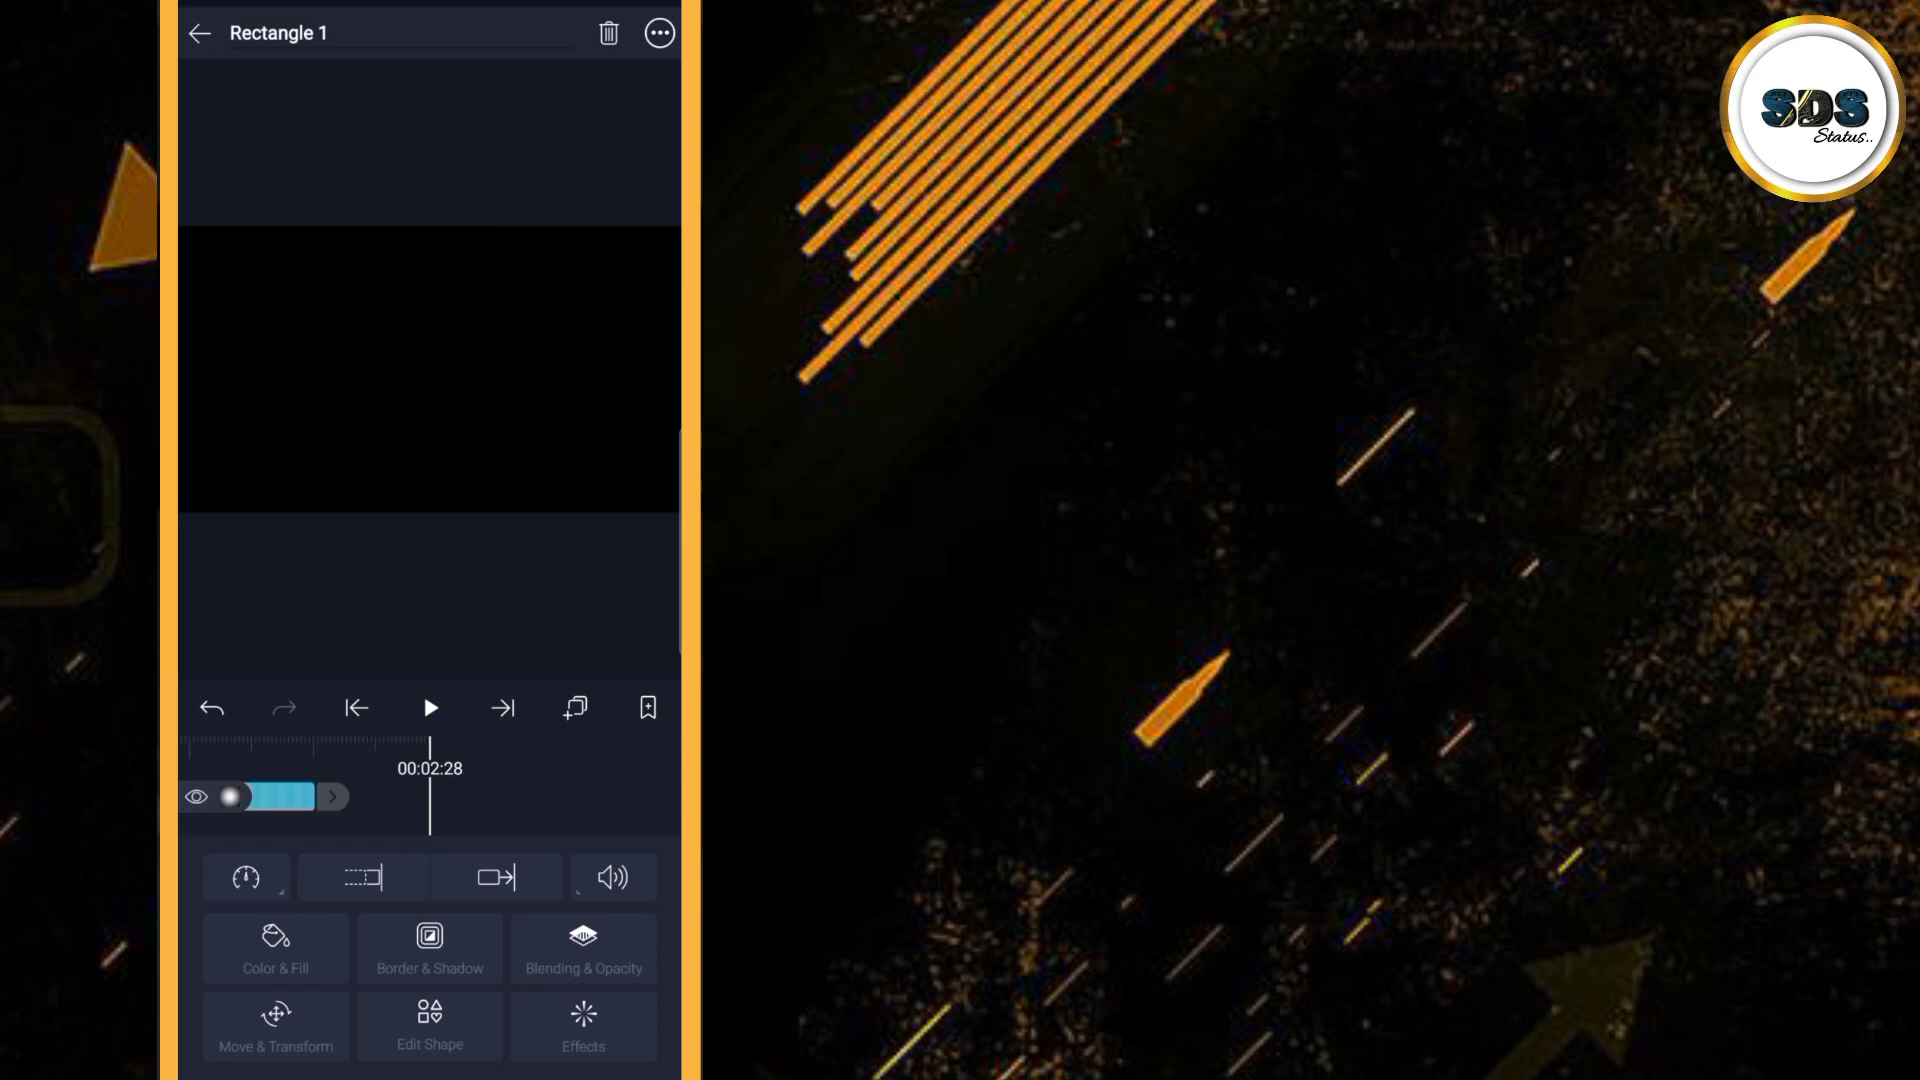 Rectangle 1
SDS
Status..
00:02:28
Color & Fill
Border & Shadow
Blending & Opacity
Move & Transform
Edit Shape
Effects